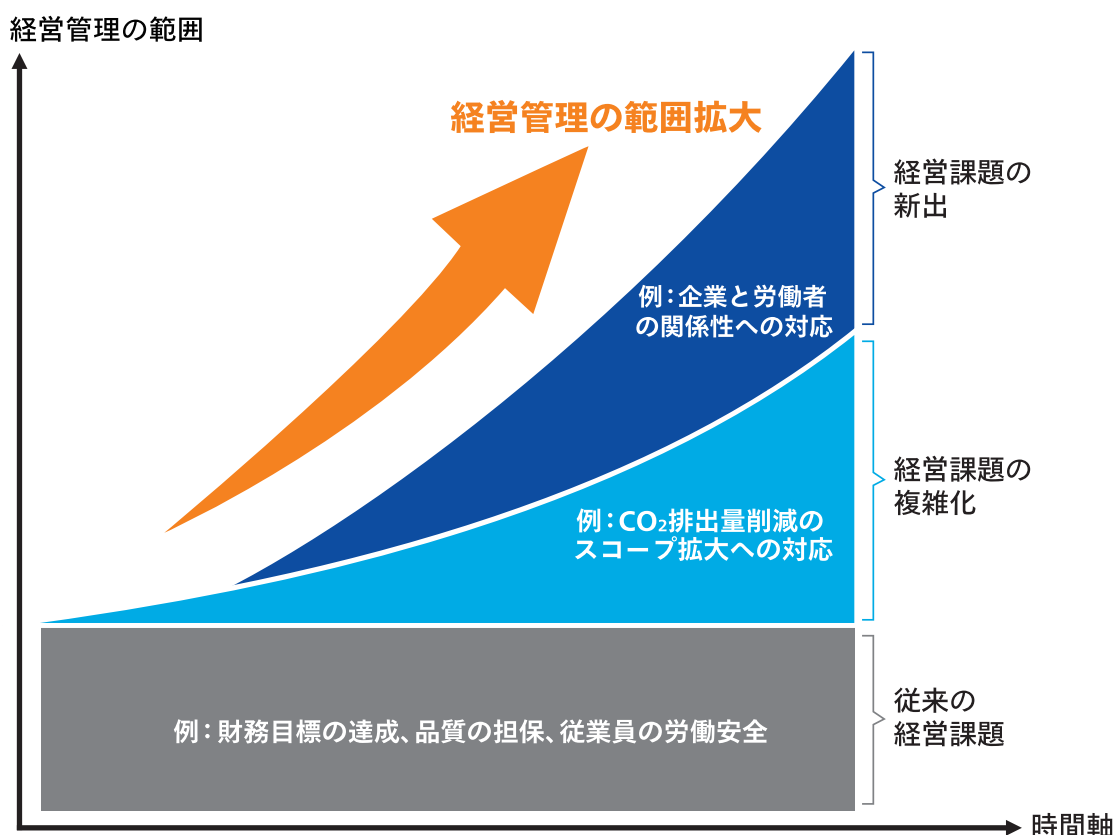 経営管理の範囲
経営管理の範囲拡大
経営課題の
新出
例：企業と労働者
の関係性への対応
経営課題の
複雑化
例：CO₂排出量削減の
スコープ拡大への対応
従来の
経営課題
例：財務目標の達成、品質の担保、従業員の労働安全
時間軸